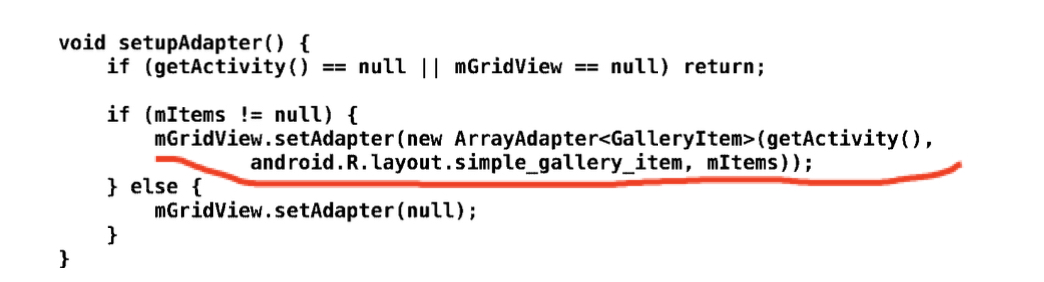 void setupAdapter() {
if (getActivity() == null || mGridView == null) return;
if (mItems != null) {
mGridView.setAdapter(new ArrayAdapter<GalleryItem>(getActivity(),
android.R.layout.simple_gallery_item, mItems));
} else {
mGridView.setAdapter(null);
}
}